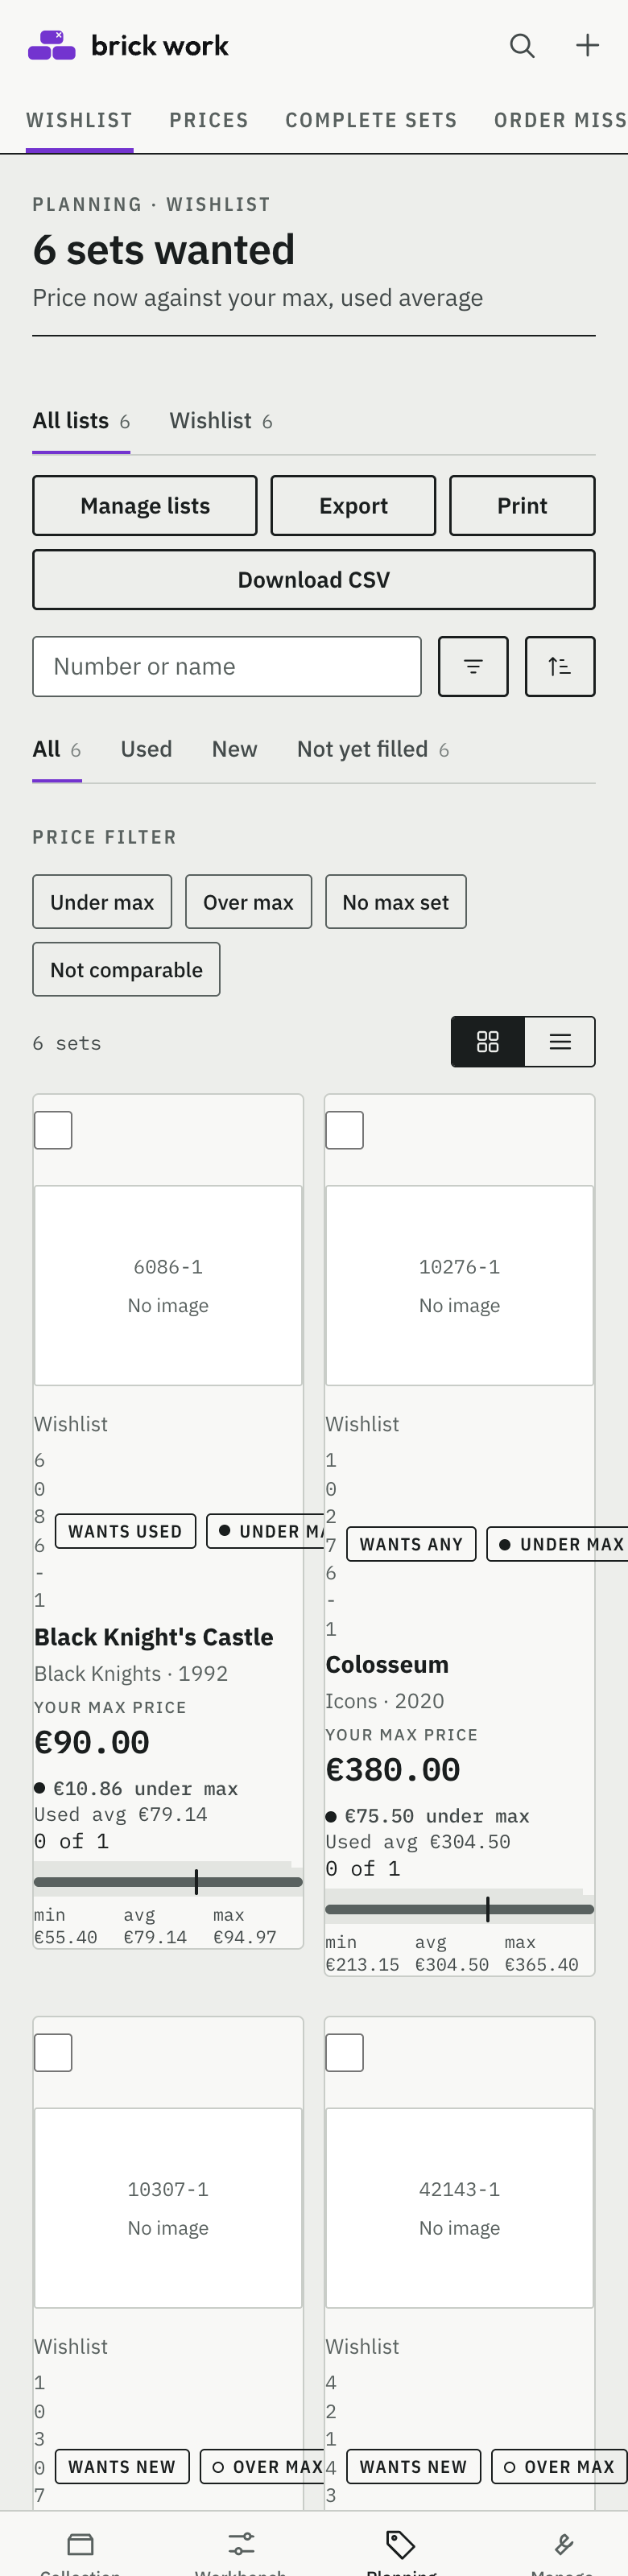 brick work
WISHLIST PRICES COMPLETE SETS ORDER MISS
PLANNING · WISHLIST
6 sets wanted
Price now against your max, used average
All lists 6 Wishlist 6
Manage lists Export Print
Download CSV
Number or name
All 6 Used New Not yet filled 6
PRICE FILTER
Under max Over max No max set
Not comparable
6 sets
6086-1
No image
Wishlist
6
0
8
6
-
1
WANTS USED UNDER MA
Black Knight's Castle
Black Knights · 1992
YOUR MAX PRICE
€90.00
€10.86 under max
Used avg €79.14
0 of 1
min avg max
€55.40 €79.14 €94.97
10276-1
No image
Wishlist
1
0
2
7
6
-
1
WANTS ANY UNDER MAX
Colosseum
Icons · 2020
YOUR MAX PRICE
€380.00
€75.50 under max
Used avg €304.50
0 of 1
min avg max
€213.15 €304.50 €365.40
10307-1
No image
Wishlist
1
0
3
0
7
WANTS NEW OVER MAX
42143-1
No image
Wishlist
4
2
1
4
3
WANTS NEW OVER MAX
Collection Workbench Planning Manage